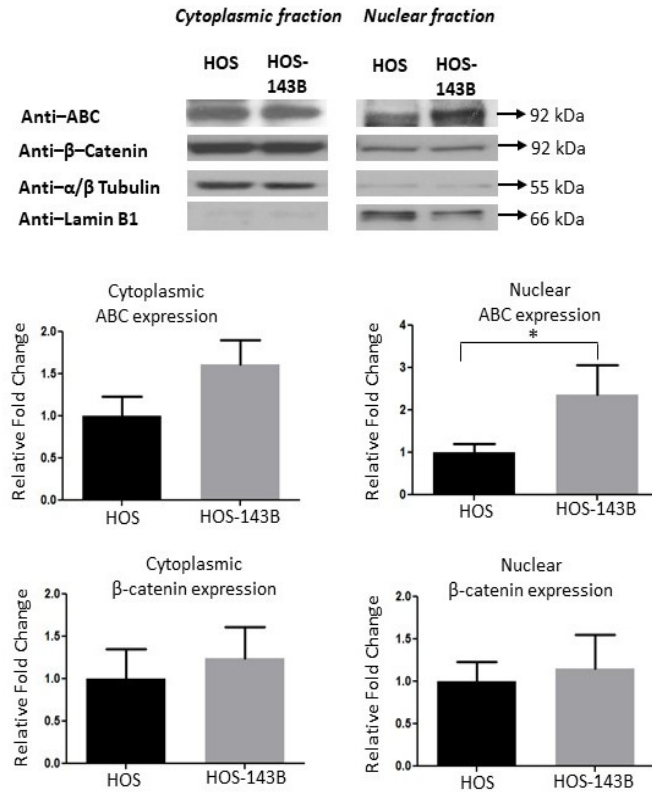 Cytoplasmic fraction Nuclear fraction
HOS HOS-143B HOS HOS-143B
Anti–ABC 92 kDa
Anti–β–Catenin 92 kDa
Anti–α/β Tubulin 55 kDa
Anti–Lamin B1 66 kDa
Cytoplasmic
ABC expression
Relative Fold Change
2.0
1.5
1.0
0.5
0.0
HOS HOS-143B
Nuclear
ABC expression
*
Relative Fold Change
4
3
2
1
0
HOS HOS-143B
Cytoplasmic
β-catenin expression
Relative Fold Change
2.0
1.5
1.0
0.5
0.0
HOS HOS-143B
Nuclear
β-catenin expression
Relative Fold Change
2.0
1.5
1.0
0.5
0.0
HOS HOS-143B